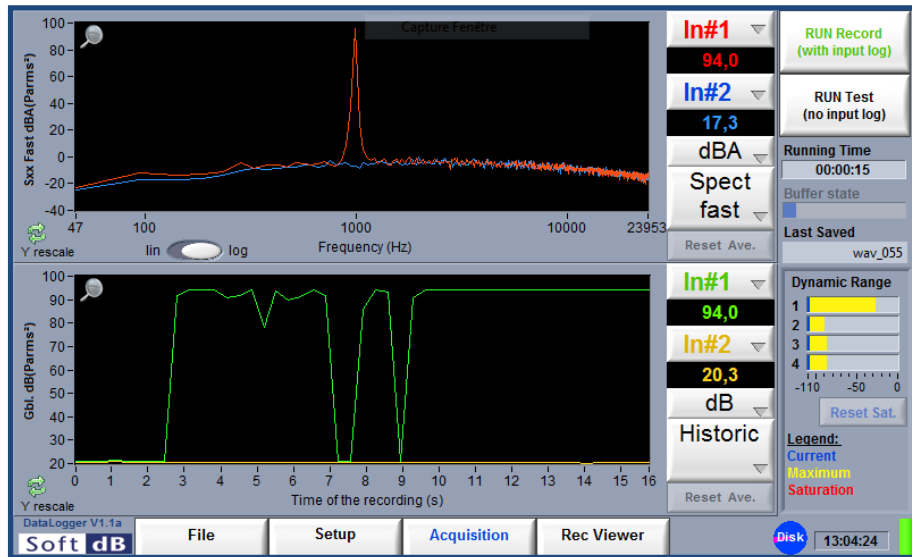 Capture Fenêtre
Sxx Fast dBA(Parms²)
100
80
60
40
20
0
-20
-40
47
100
1000
10000
23953
Y rescale
lin
log
Frequency (Hz)
In#1
94,0
In#2
17,3
dBA
Spect
fast
Reset Ave.
RUN Record
(with input log)
RUN Test
(no input log)
Running Time
00:00:15
Buffer state
Last Saved
wav_055
Gbl. dB(Parms²)
100
90
80
70
60
50
40
30
20
0
1
2
3
4
5
6
7
8
9
10
11
12
13
14
15
16
Y rescale
Time of the recording (s)
In#1
94,0
In#2
20,3
dB
Historic
Reset Ave.
Dynamic Range
1
2
3
4
-110
-50
0
Reset Sat.
Legend:
Current
Maximum
Saturation
DataLogger V1.1a
Soft dB
File
Setup
Acquisition
Rec Viewer
Disk
13:04:24